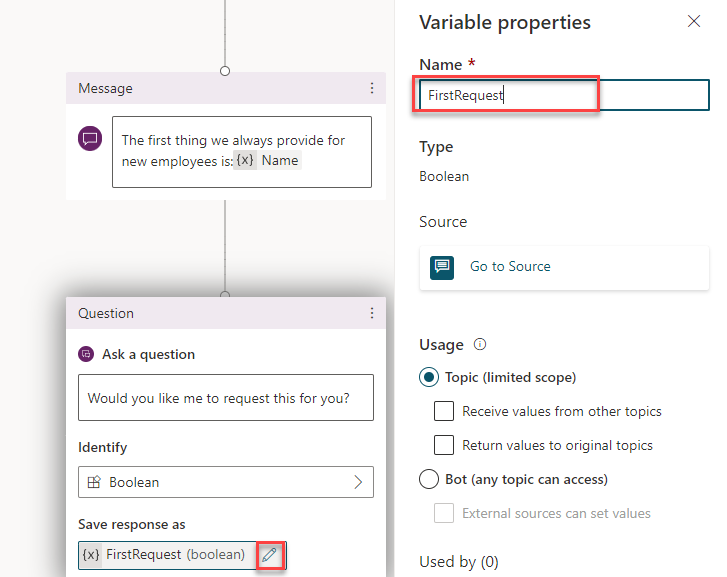 Message
The first thing we always provide for
new employees is: {x} Name
Question
Ask a question
Would you like me to request this for you?
Identify
Boolean
Save response as
{x} FirstRequest (boolean)
Variable properties
Name *
FirstRequest
Type
Boolean
Source
Go to Source
Usage
Topic (limited scope)
Receive values from other topics
Return values to original topics
Bot (any topic can access)
External sources can set values
Used by (0)